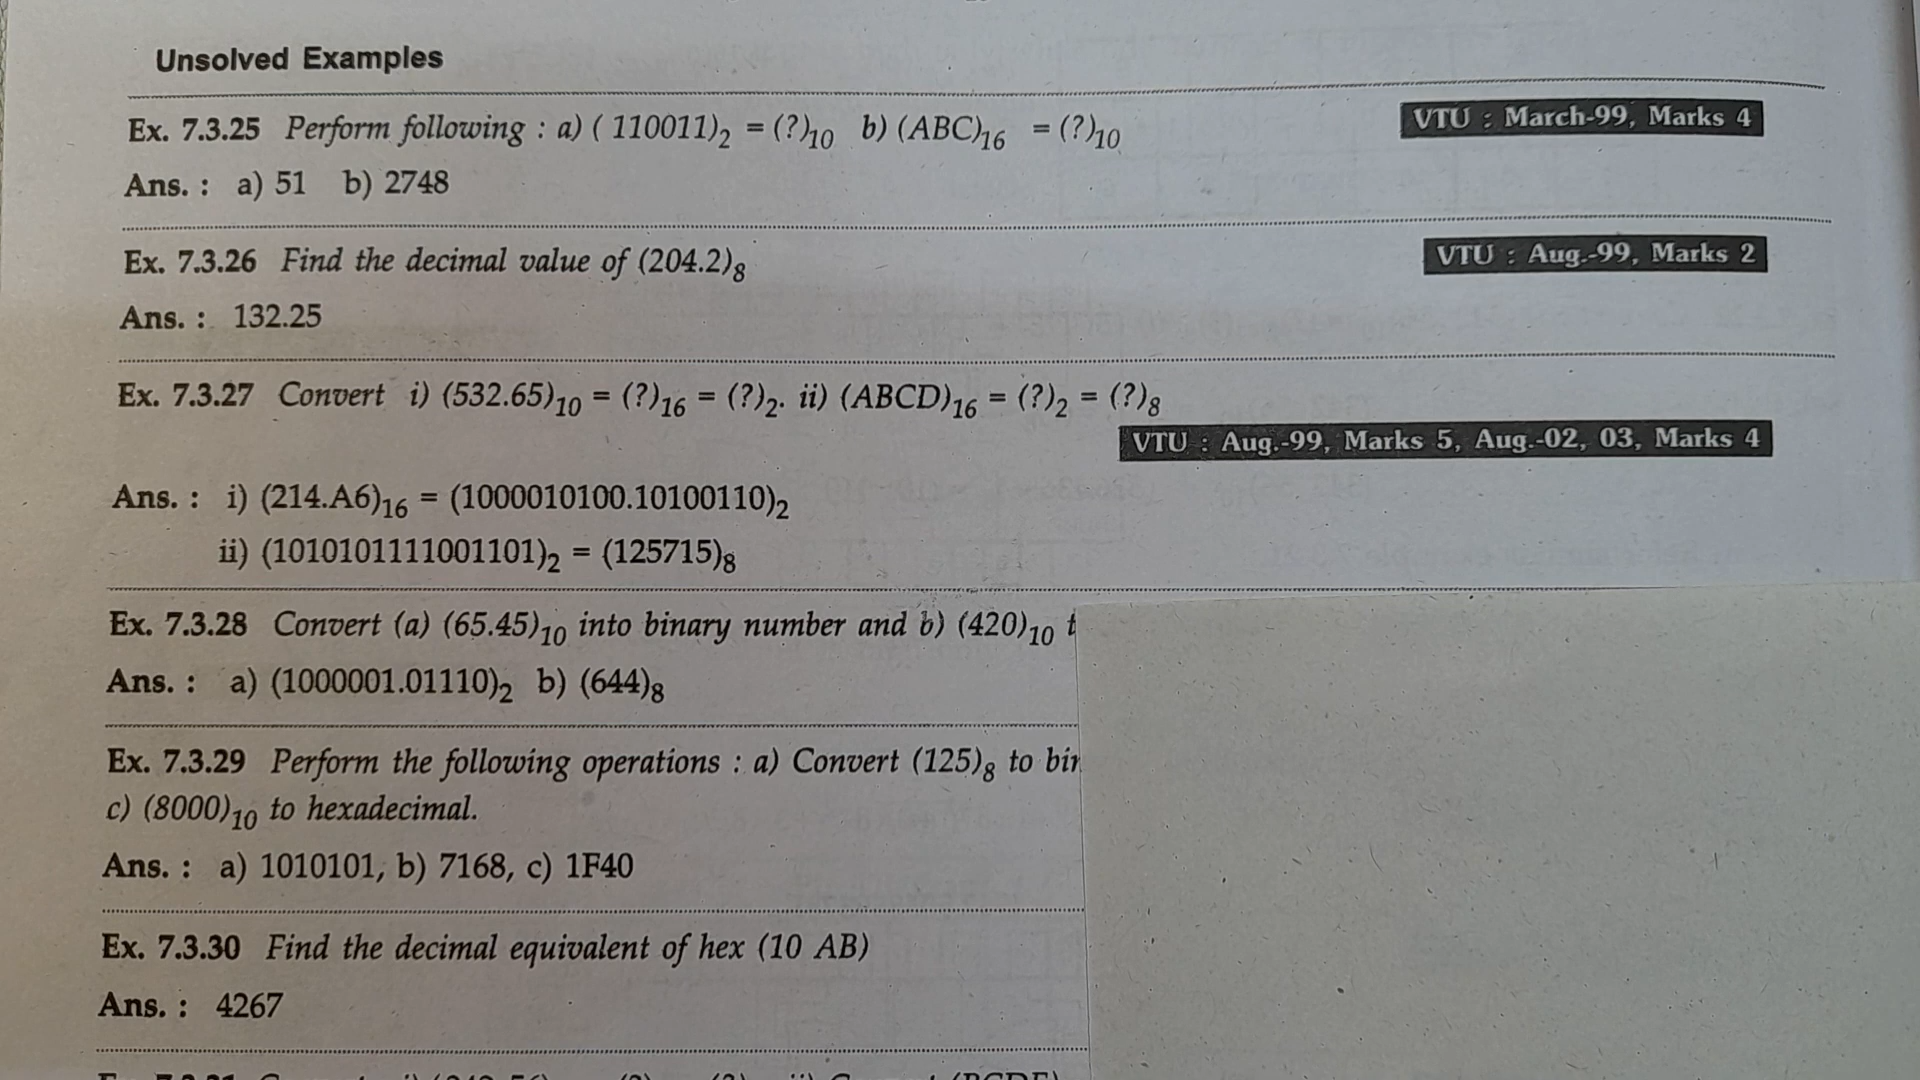 Unsolved Examples
Ex. 7.3.25 Perform following : a) ( 110011)₂ = (?)₁₀ b) (ABC)₁₆ = (?)₁₀ VTU : March-99, Marks 4
Ans. : a) 51 b) 2748
Ex. 7.3.26 Find the decimal value of (204.2)₈ VTU : Aug.-99, Marks 2
Ans. : 132.25
Ex. 7.3.27 Convert i) (532.65)₁₀ = (?)₁₆ = (?)₂. ii) (ABCD)₁₆ = (?)₂ = (?)₈
VTU : Aug.-99, Marks 5, Aug.-02, 03, Marks 4
Ans. : i) (214.A6)₁₆ = (1000010100.10100110)₂
ii) (1010101111001101)₂ = (125715)₈
Ex. 7.3.28 Convert (a) (65.45)₁₀ into binary number and b) (420)₁₀
Ans. : a) (1000001.01110)₂ b) (644)₈
Ex. 7.3.29 Perform the following operations : a) Convert (125)₈ to
c) (8000)₁₀ to hexadecimal.
Ans. : a) 1010101, b) 7168, c) 1F40
Ex. 7.3.30 Find the decimal equivalent of hex (10 AB)
Ans. : 4267